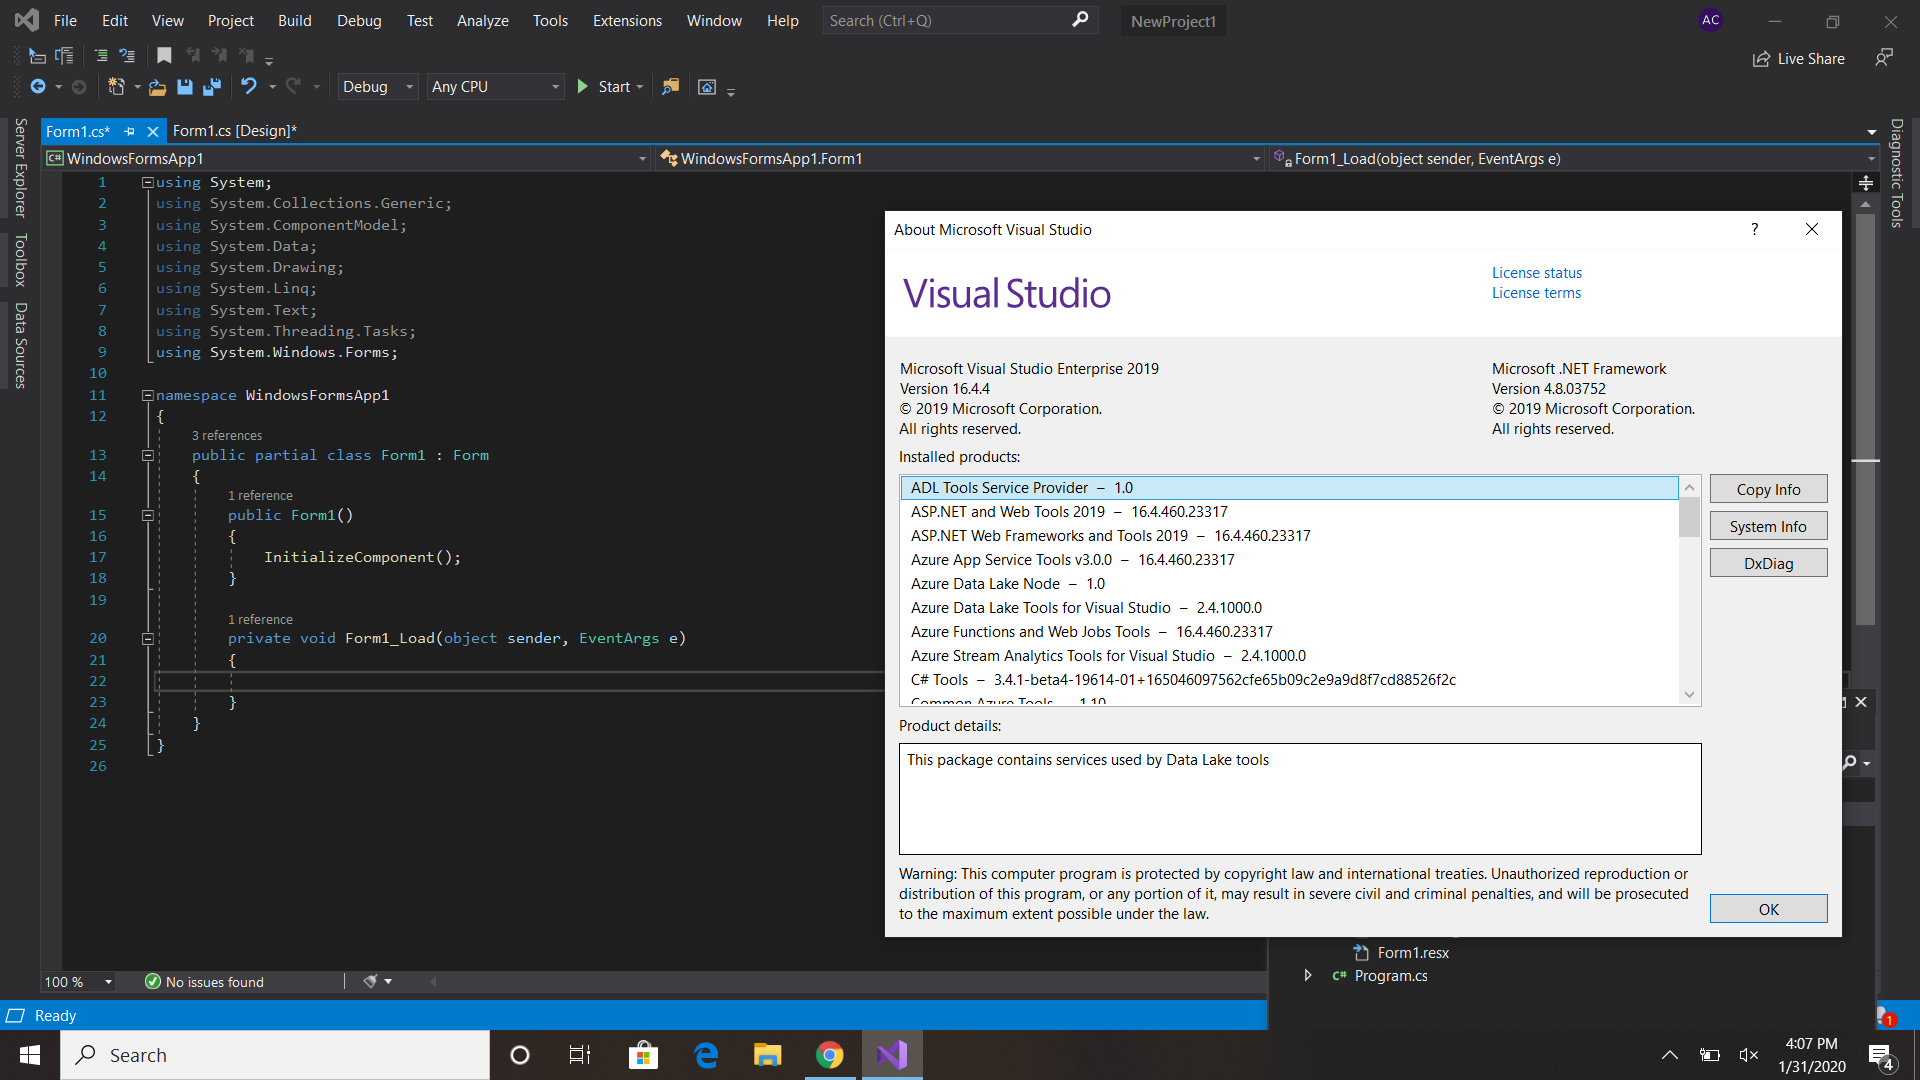 File Edit View Project Build Debug Test Analyze Tools Extensions Window Help Search (Ctrl+Q) NewProject1 AC
Live Share
Debug Any CPU Start
Form1.cs* Form1.cs [Design]*
C# WindowsFormsApp1 WindowsFormsApp1.Form1 Form1_Load(object sender, EventArgs e)
Server Explorer
Toolbox
Data Sources
Diagnostic Tools
1 using System;
2 using System.Collections.Generic;
3 using System.ComponentModel;
4 using System.Data;
5 using System.Drawing;
6 using System.Linq;
7 using System.Text;
8 using System.Threading.Tasks;
9 using System.Windows.Forms;
10
11 namespace WindowsFormsApp1
12 {
3 references
13 public partial class Form1 : Form
14 {
1 reference
15 public Form1()
16 {
17 InitializeComponent();
18 }
19
1 reference
20 private void Form1_Load(object sender, EventArgs e)
21 {
22
23 }
24 }
25 }
26
About Microsoft Visual Studio ?
Visual Studio
License status
License terms
Microsoft Visual Studio Enterprise 2019
Version 16.4.4
© 2019 Microsoft Corporation.
All rights reserved.
Microsoft .NET Framework
Version 4.8.03752
© 2019 Microsoft Corporation.
All rights reserved.
Installed products:
ADL Tools Service Provider – 1.0
ASP.NET and Web Tools 2019 – 16.4.460.23317
ASP.NET Web Frameworks and Tools 2019 – 16.4.460.23317
Azure App Service Tools v3.0.0 – 16.4.460.23317
Azure Data Lake Node – 1.0
Azure Data Lake Tools for Visual Studio – 2.4.1000.0
Azure Functions and Web Jobs Tools – 16.4.460.23317
Azure Stream Analytics Tools for Visual Studio – 2.4.1000.0
C# Tools – 3.4.1-beta4-19614-01+165046097562cfe65b09c2e9a9d8f7cd88526f2c
Common Azure Tools – 1.10
Copy Info
System Info
DxDiag
Product details:
This package contains services used by Data Lake tools
Warning: This computer program is protected by copyright law and international treaties. Unauthorized reproduction or
distribution of this program, or any portion of it, may result in severe civil and criminal penalties, and will be prosecuted
to the maximum extent possible under the law.
OK
Form1.resx
C# Program.cs
100 % No issues found
Ready
1
Search
4:07 PM
1/31/2020
4